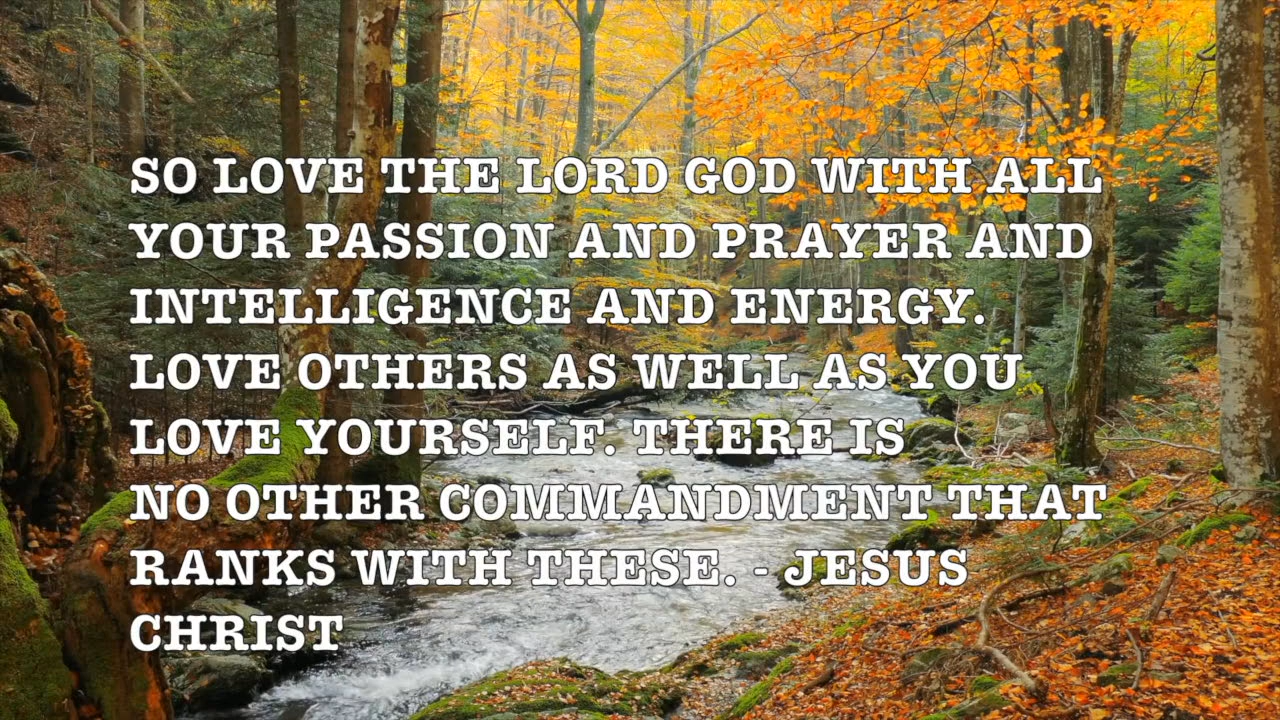 SO LOVE THE LORD GOD WITH ALL
YOUR PASSION AND PRAYER AND
INTELLIGENCE AND ENERGY.
LOVE OTHERS AS WELL AS YOU
LOVE YOURSELF. THERE IS
NO OTHER COMMANDMENT THAT
RANKS WITH THESE. - JESUS
CHRIST